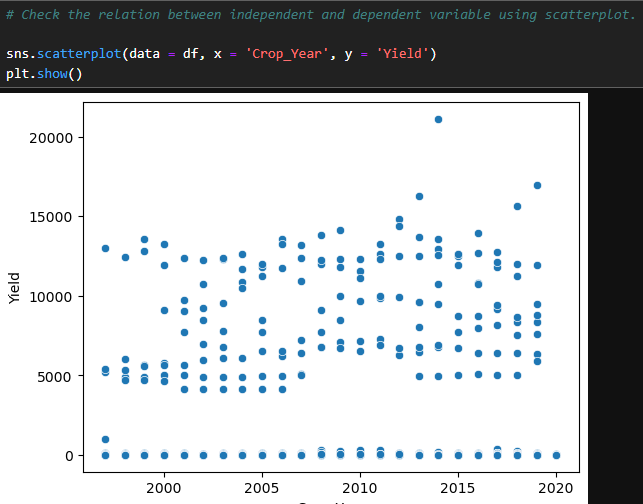 # Check the relation between independent and dependent variable using scatterplot.
sns.scatterplot(data = df, x = 'Crop_Year', y = 'Yield')
plt.show()
20000
15000
10000
5000
0
Yield
2000 2005 2010 2015 2020